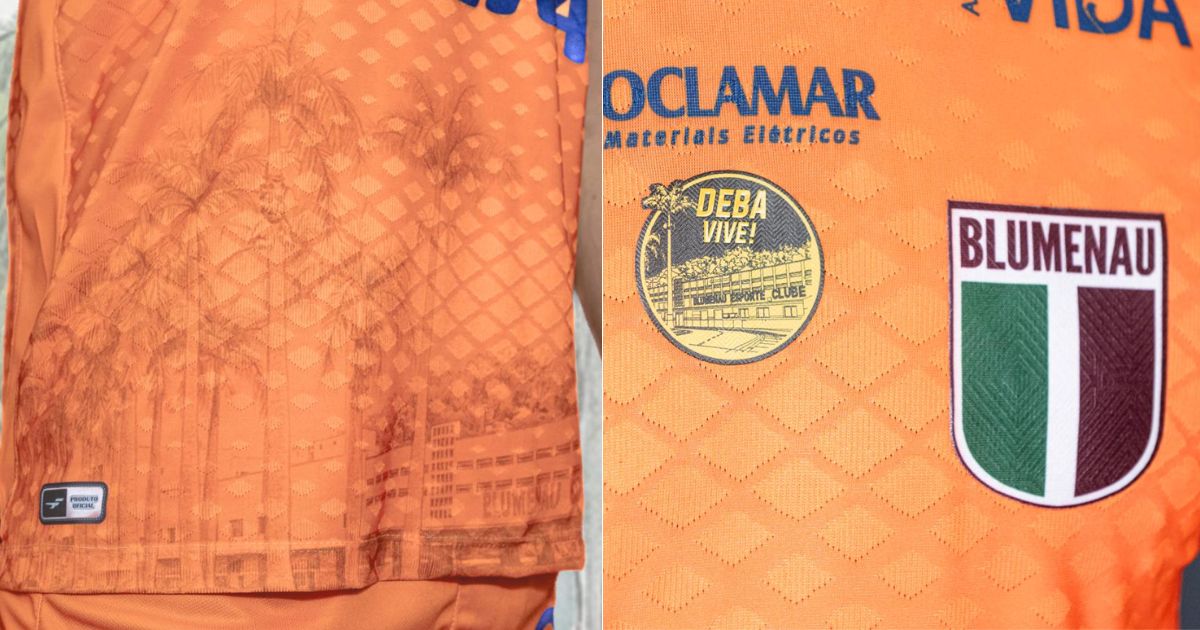 PRODUTO
OFICIAL
BLUMENAU
VIDA
OCLAMAR
Materiais Elétricos
DEBA
VIVE!
BLUMENAU ESPORTE CLUBE
BLUMENAU